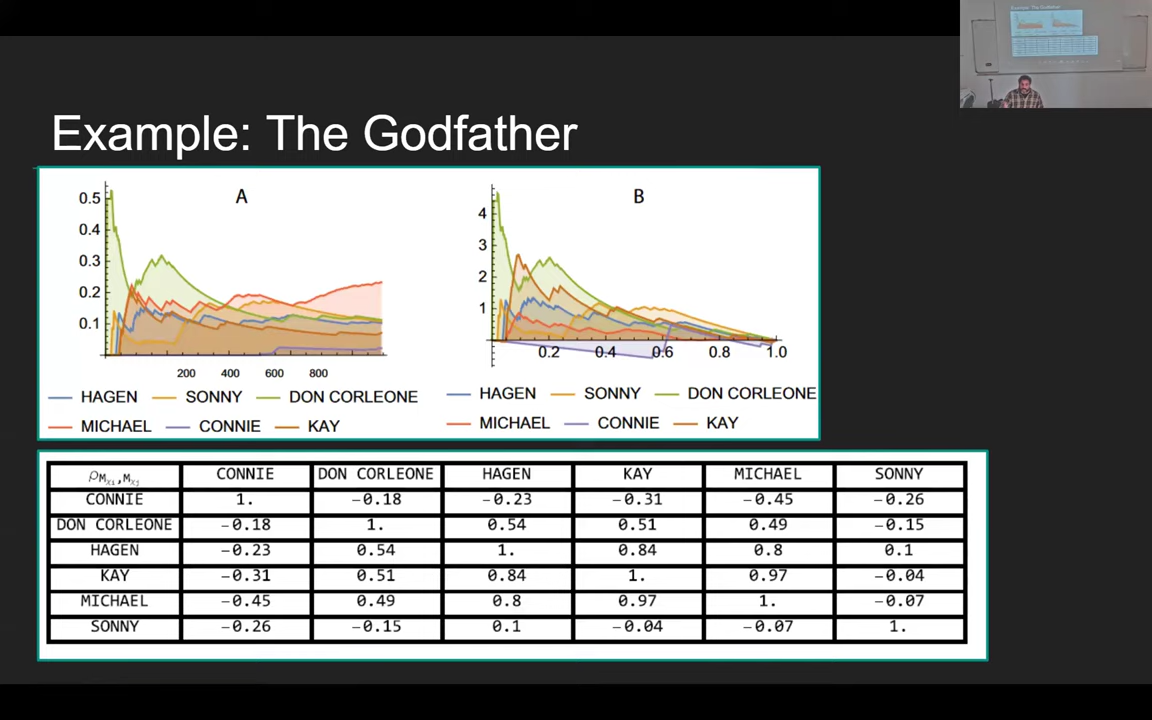 Example: The Godfather
A
0.5
0.4
0.3
0.2
0.1
200 400 600 800
HAGEN SONNY DON CORLEONE
MICHAEL CONNIE KAY
B
4
3
2
1
0.2 0.4 0.6 0.8 1.0
HAGEN SONNY DON CORLEONE
MICHAEL CONNIE KAY
CONNIE DON CORLEONE HAGEN KAY MICHAEL SONNY
CONNIE 1. -0.18 -0.23 -0.31 -0.45 -0.26
DON CORLEONE -0.18 1. 0.54 0.51 0.49 -0.15
HAGEN -0.23 0.54 1. 0.84 0.8 0.1
KAY -0.31 0.51 0.84 1. 0.97 -0.04
MICHAEL -0.45 0.49 0.8 0.97 1. -0.07
SONNY -0.26 -0.15 0.1 -0.04 -0.07 1.